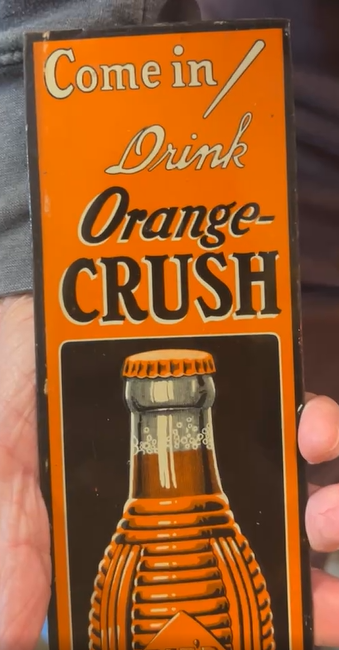 Come in/
Drink
Orange-
CRUSH